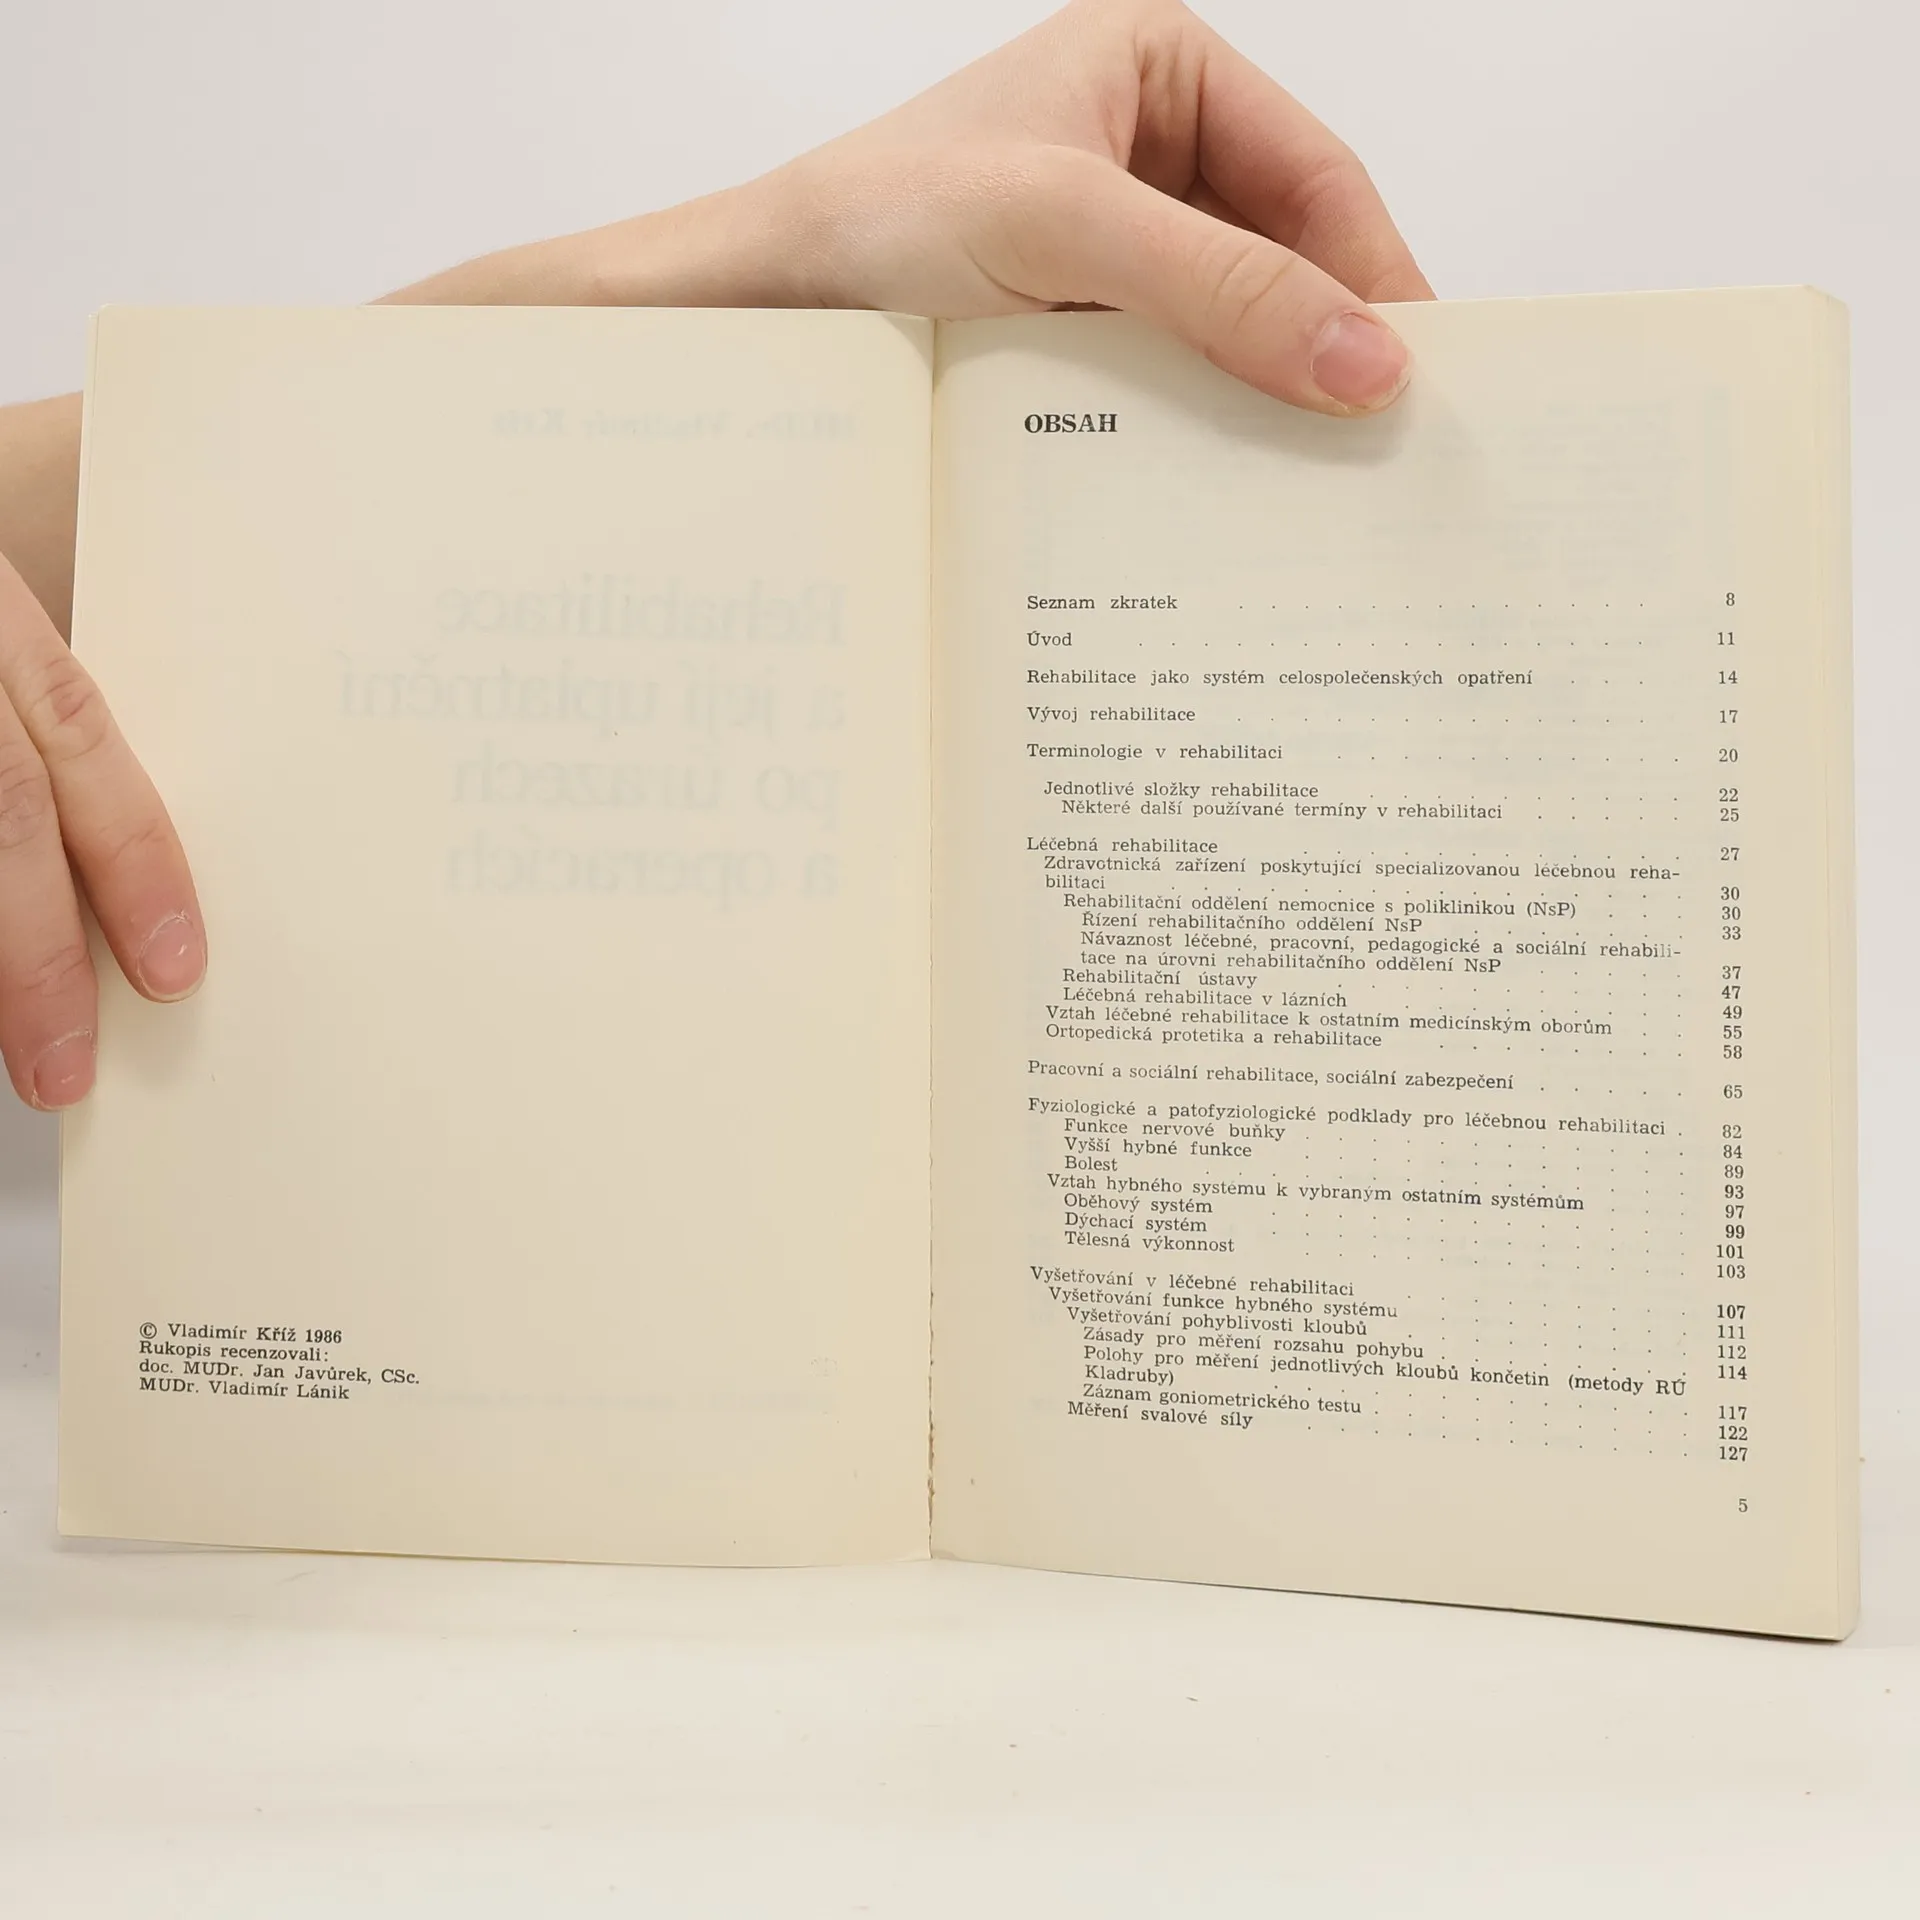 © Vladimír Kříž 1986
Rukopis recenzovali:
doc. MUDr. Jan Javůrek, CSc.
MUDr. Vladimír Lánik
OBSAH
Seznam zkratek . . . . . . . . . . . . . 8
Úvod . . . . . . . . . . . . . . . . 11
Rehabilitace jako systém celospolečenských opatření . . . 14
Vývoj rehabilitace . . . . . . . . . . . . . 17
Terminologie v rehabilitaci . . . . . . . . . . 20
Jednotlivé složky rehabilitace . . . . . . . . . . 22
Některé další používané termíny v rehabilitaci . . . . . 25
Léčebná rehabilitace . . . . . . . . . . . . 27
Zdravotnická zařízení poskytující specializovanou léčebnou reha-
bilitaci . . . . . . . . . . . . . . . . 30
Rehabilitační oddělení nemocnice s poliklinikou (NsP) . . . 30
Řízení rehabilitačního oddělení NsP . . . . . . . 33
Návaznost léčebné, pracovní, pedagogické a sociální rehabili-
tace na úrovni rehabilitačního oddělení NsP . . . . . 37
Rehabilitační ústavy . . . . . . . . . . . 47
Léčebná rehabilitace v lázních . . . . . . . . . 49
Vztah léčebné rehabilitace k ostatním medicínským oborům . . 55
Ortopedická protetika a rehabilitace . . . . . . . . 58
Pracovní a sociální rehabilitace, sociální zabezpečení . . . . . 65
Fyziologické a patofyziologické podklady pro léčebnou rehabilitaci . 82
Funkce nervové buňky . . . . . . . . . . . . 84
Vyšší hybné funkce . . . . . . . . . . . . 89
Bolest . . . . . . . . . . . . . . . 93
Vztah hybného systému k vybraným ostatním systémům . . . 97
Oběhový systém . . . . . . . . . . . . . 99
Dýchací systém . . . . . . . . . . . . . 101
Tělesná výkonnost . . . . . . . . . . . . 103
Vyšetřování v léčebné rehabilitaci . . . . . . . . . 107
Vyšetřování funkce hybného systému . . . . . . . . 111
Vyšetřování pohyblivosti kloubů . . . . . . . . . 112
Zásady pro měření rozsahu pohybu . . . . . . . . 114
Polohy pro měření jednotlivých kloubů končetin (metody RÚ
Kladruby) . . . . . . . . . . . . . 117
Záznam goniometrického testu . . . . . . . . . . 122
Měření svalové síly . . . . . . . . . . . . 127
5